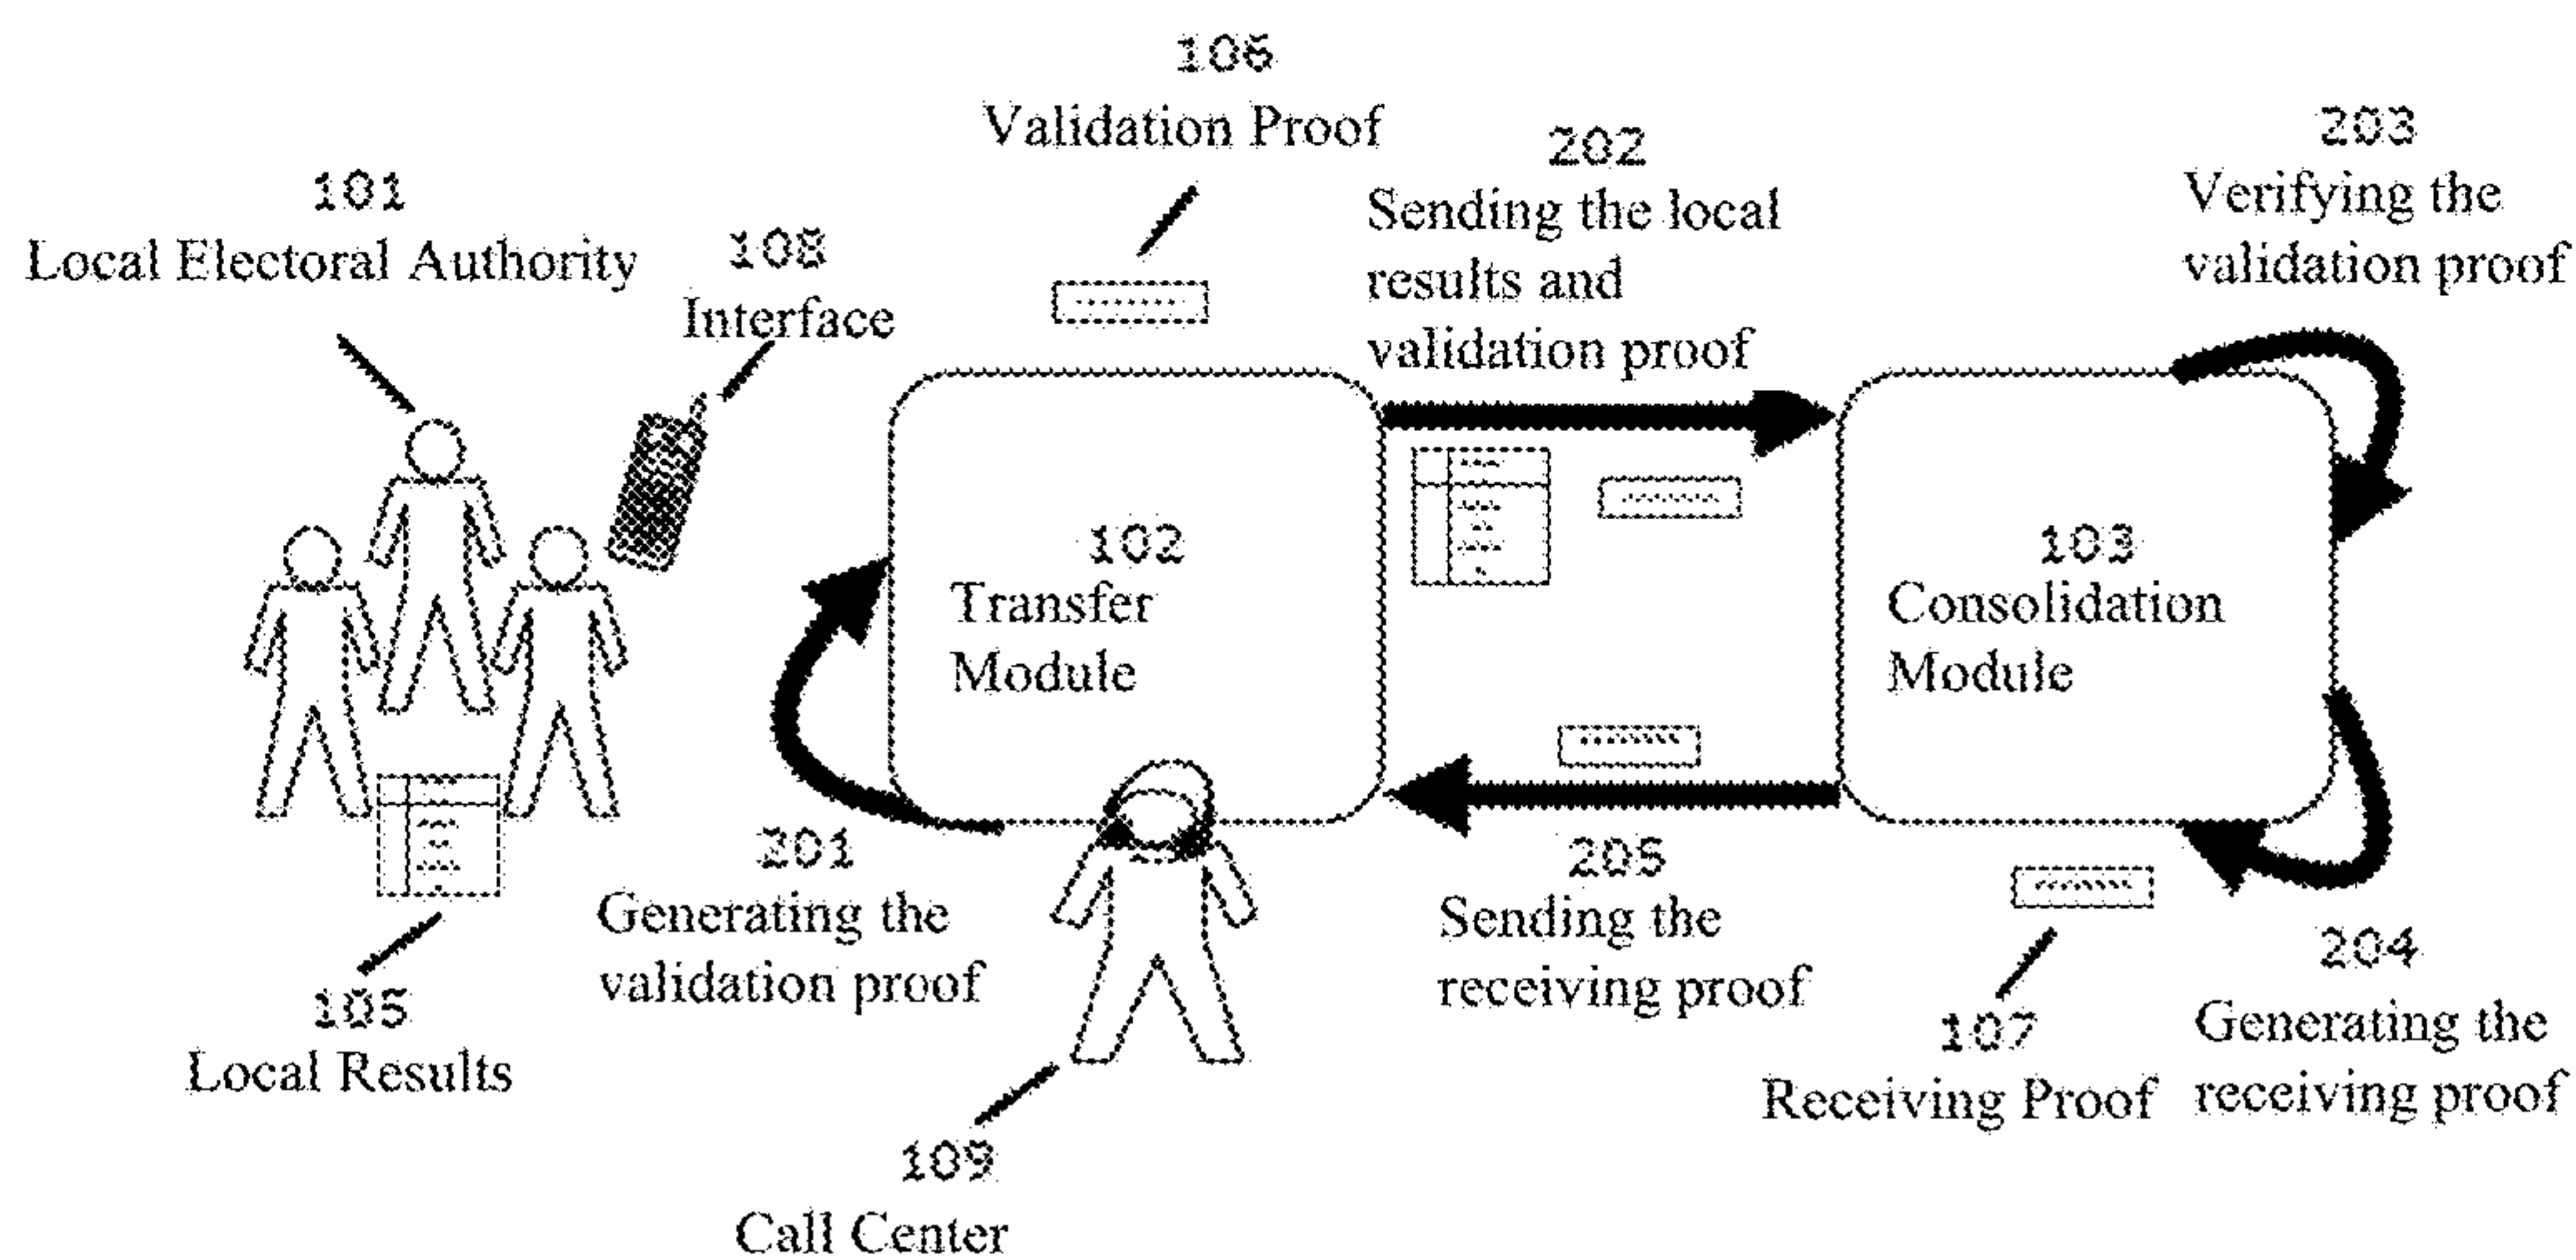 106
Validation Proof
101
Local Electoral Authority
108
Interface
202
Sending the local
results and
validation proof
203
Verifying the
validation proof
102
Transfer
Module
103
Consolidation
Module
201
Generating the
validation proof
205
Sending the
receiving proof
105
Local Results
107
Receiving Proof
204
Generating the
receiving proof
109
Call Center